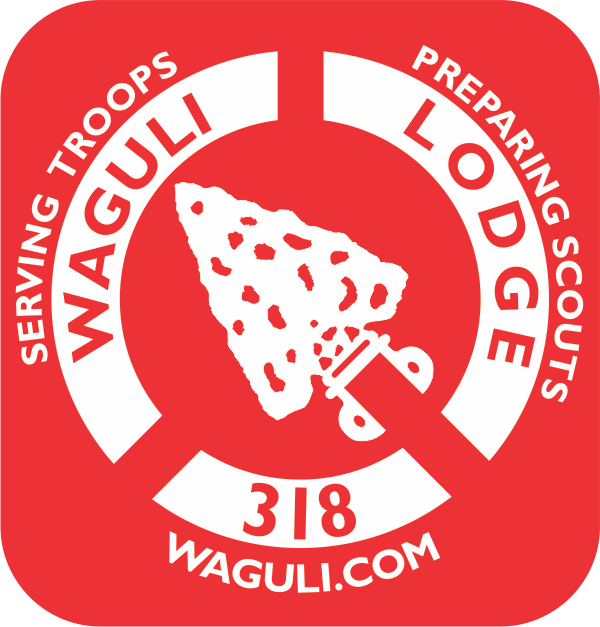 SERVING TROOPS
PREPARING SCOUTS
WAGULI
LODGE
318
WAGULI.COM